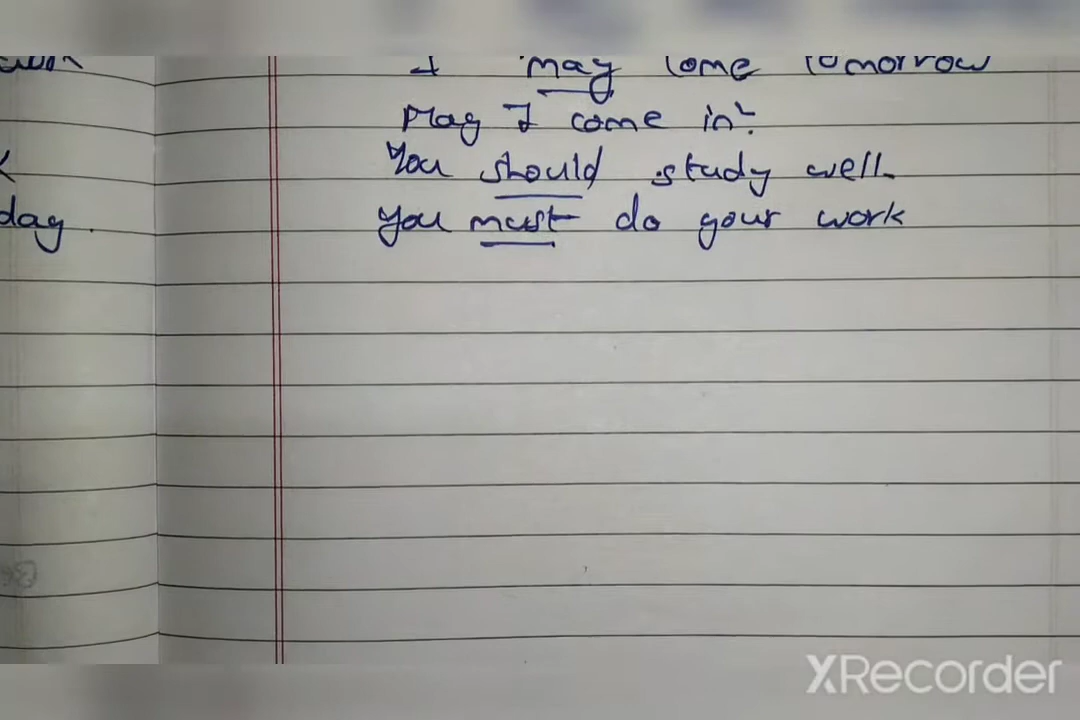 I may come tomorrow
May I come in?
You should study well.
You must do your work
day.
XRecorder